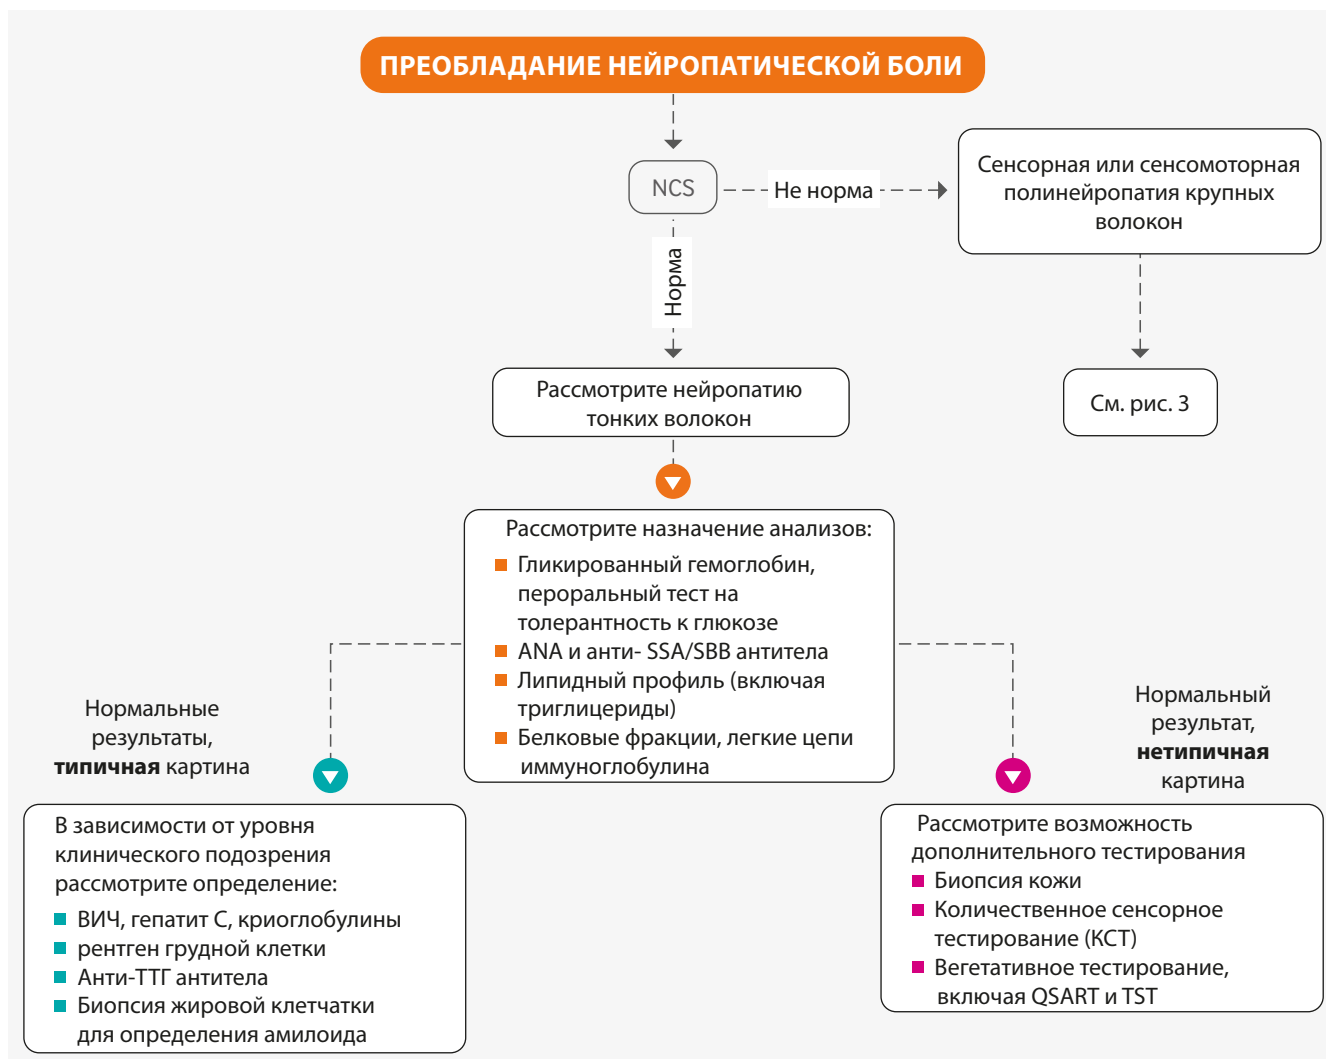 ПРЕОБЛАДАНИЕ НЕЙРОПАТИЧЕСКОЙ БОЛИ
NCS
Не норма
Сенсорная или сенсомоторная
полинейропатия крупных
волокон
Норма
Рассмотрите нейропатию
тонких волокон
См. рис. 3
Рассмотрите назначение анализов:
Гликированный гемоглобин,
пероральный тест на
толерантность к глюкозе
ANA и анти- SSA/SBB антитела
Липидный профиль (включая
триглицериды)
Белковые фракции, легкие цепи
иммуноглобулина
Нормальные
результаты,
типичная картина
Нормальный
результат,
нетипичная
картина
В зависимости от уровня
клинического подозрения
рассмотрите определение:
ВИЧ, гепатит С, криоглобулины
рентген грудной клетки
Анти-ТТГ антитела
Биопсия жировой клетчатки
для определения амилоида
Рассмотрите возможность
дополнительного тестирования
Биопсия кожи
Количественное сенсорное
тестирование (КСТ)
Вегетативное тестирование,
включая QSART и TST